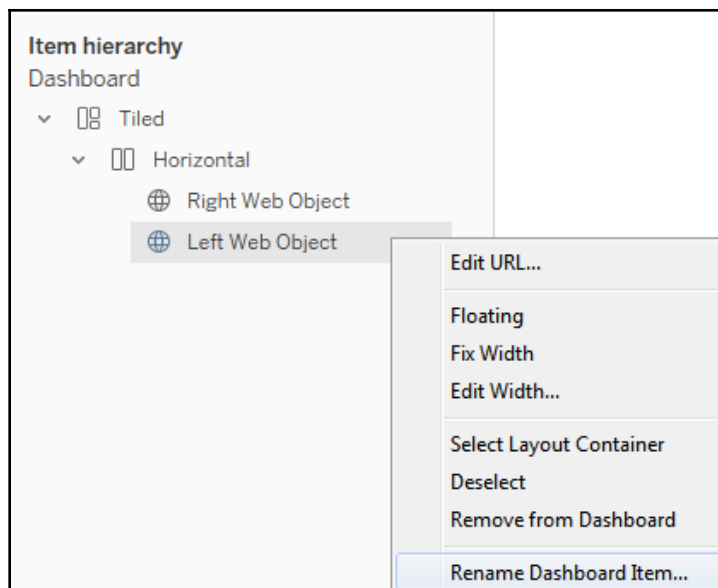 Item hierarchy
Dashboard
Tiled
Horizontal
Right Web Object
Left Web Object
Edit URL...
Floating
Fix Width
Edit Width...
Select Layout Container
Deselect
Remove from Dashboard
Rename Dashboard Item...